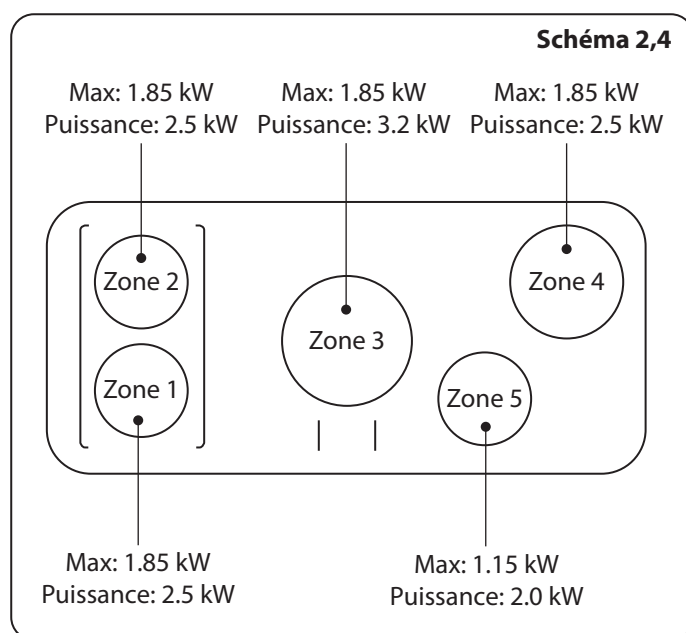 Schéma 2,4
Max: 1.85 kW
Puissance: 2.5 kW
Max: 1.85 kW
Puissance: 3.2 kW
Max: 1.85 kW
Puissance: 2.5 kW
Zone 2
Zone 4
Zone 3
Zone 1
Zone 5
Max: 1.85 kW
Puissance: 2.5 kW
Max: 1.15 kW
Puissance: 2.0 kW